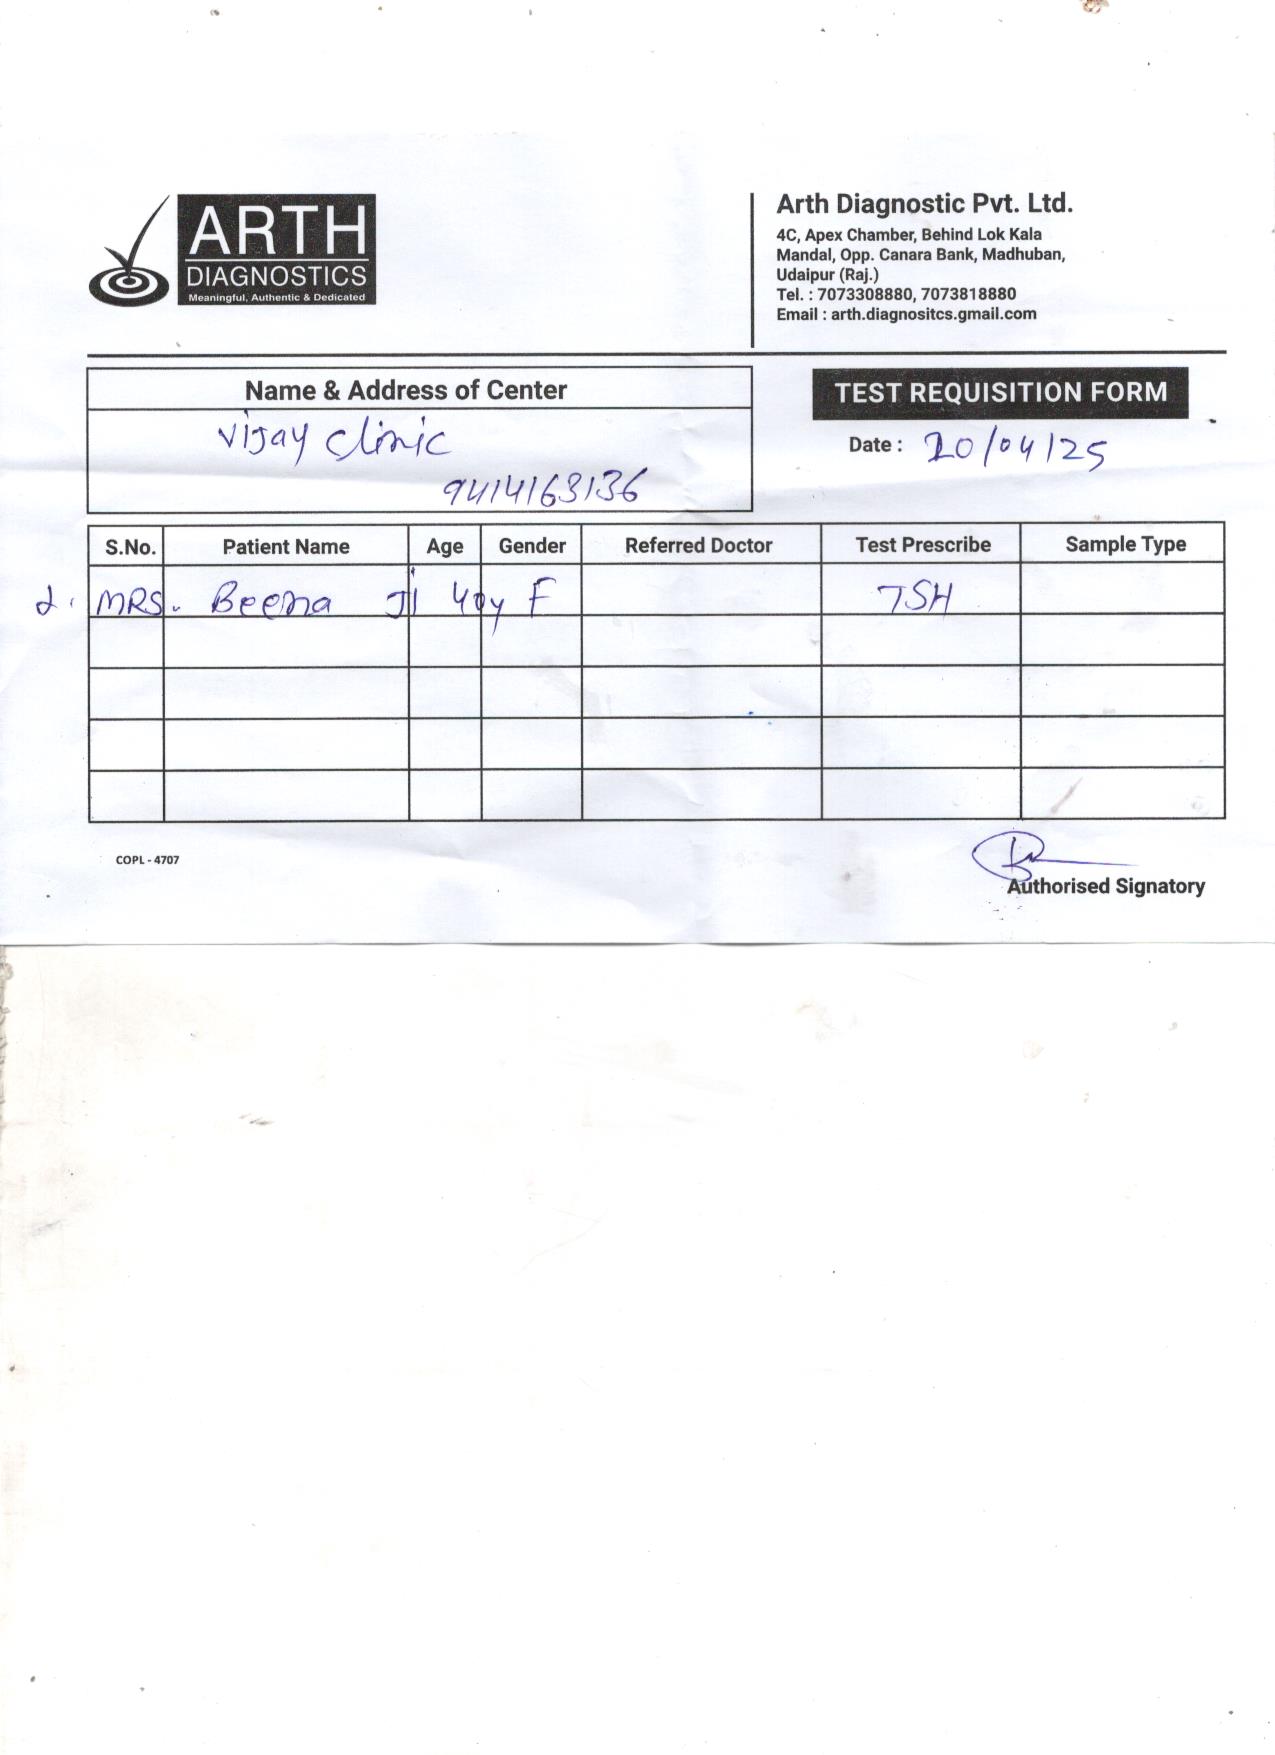 ARTH
DIAGNOSTICS
Meaningful, Authentic & Dedicated
Arth Diagnostic Pvt. Ltd.
4C, Apex Chamber, Behind Lok Kala
Mandal, Opp. Canara Bank, Madhuban,
Udaipur (Raj.)
Tel. : 7073308880, 7073818880
Email : arth.diagnositcs.gmail.com
Name & Address of Center
Vijay Clinic
9414163136
TEST REQUISITION FORM
Date : 20/04/25
S.No. Patient Name Age Gender Referred Doctor Test Prescribe Sample Type
MRS. Beena Ji 40y F TSH
COPL - 4707
Authorised Signatory